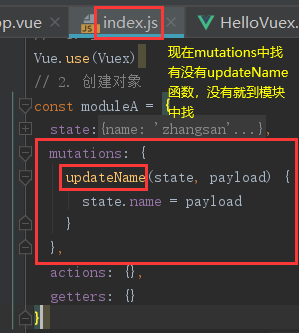 pp.vue
index.js
HelloVuex.
Vue.use(Vuex)
// 2. 创建对象
现在mutations中找
有没有updateName
函数，没有就到模块
中找
const moduleA = {
state:{name: 'zhangsan'...},
mutations: {
updateName(state, payload) {
state.name = payload
}
},
actions: {},
getters: {}
}